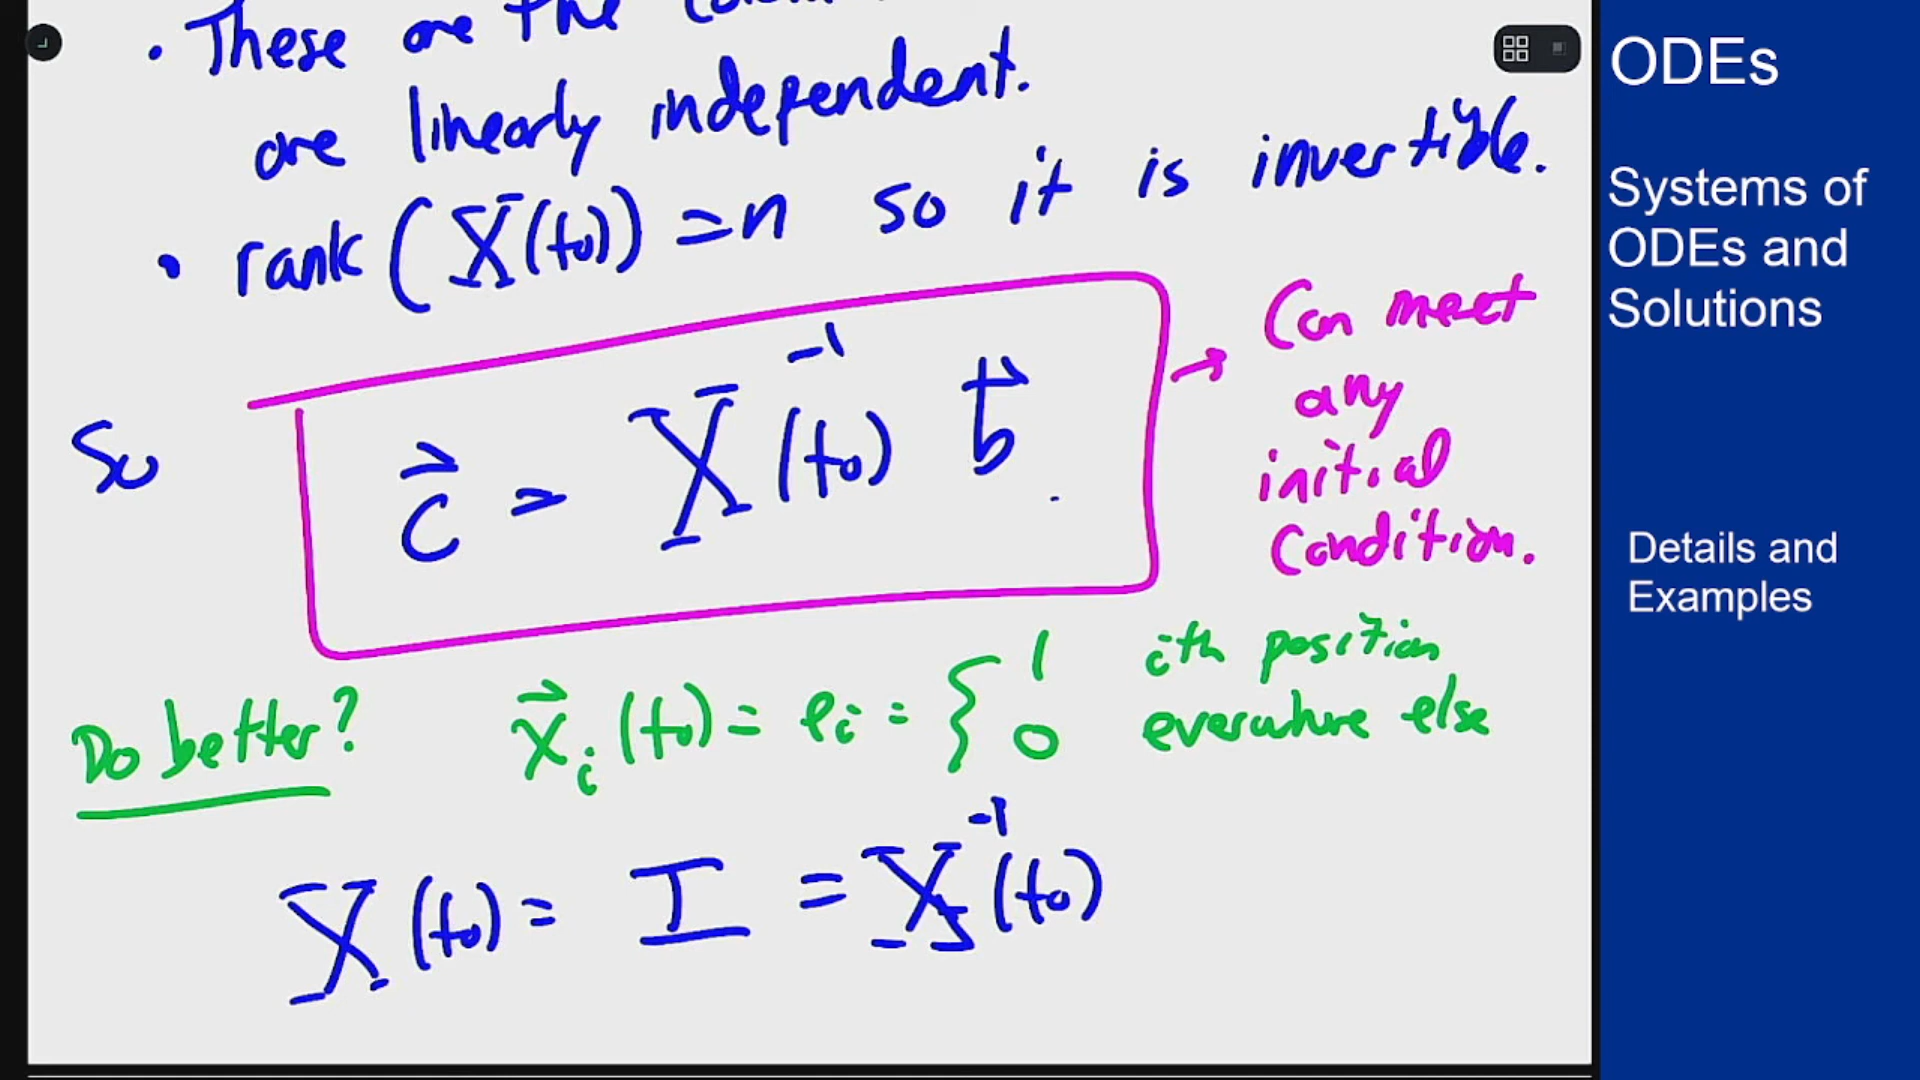 • These are the
are linearly independent.
• rank (X(t₀)) = n so it is invertible.
So c⃗ = X⁻¹(t₀) b⃗.
→ Can meet
any
initial
condition.
Do better? x⃗ᵢ(t₀) = eᵢ = { 1 ith position
0 everywhere else
X(t₀) = I = X⁻¹(t₀)
ODEs
Systems of
ODEs and
Solutions
Details and
Examples